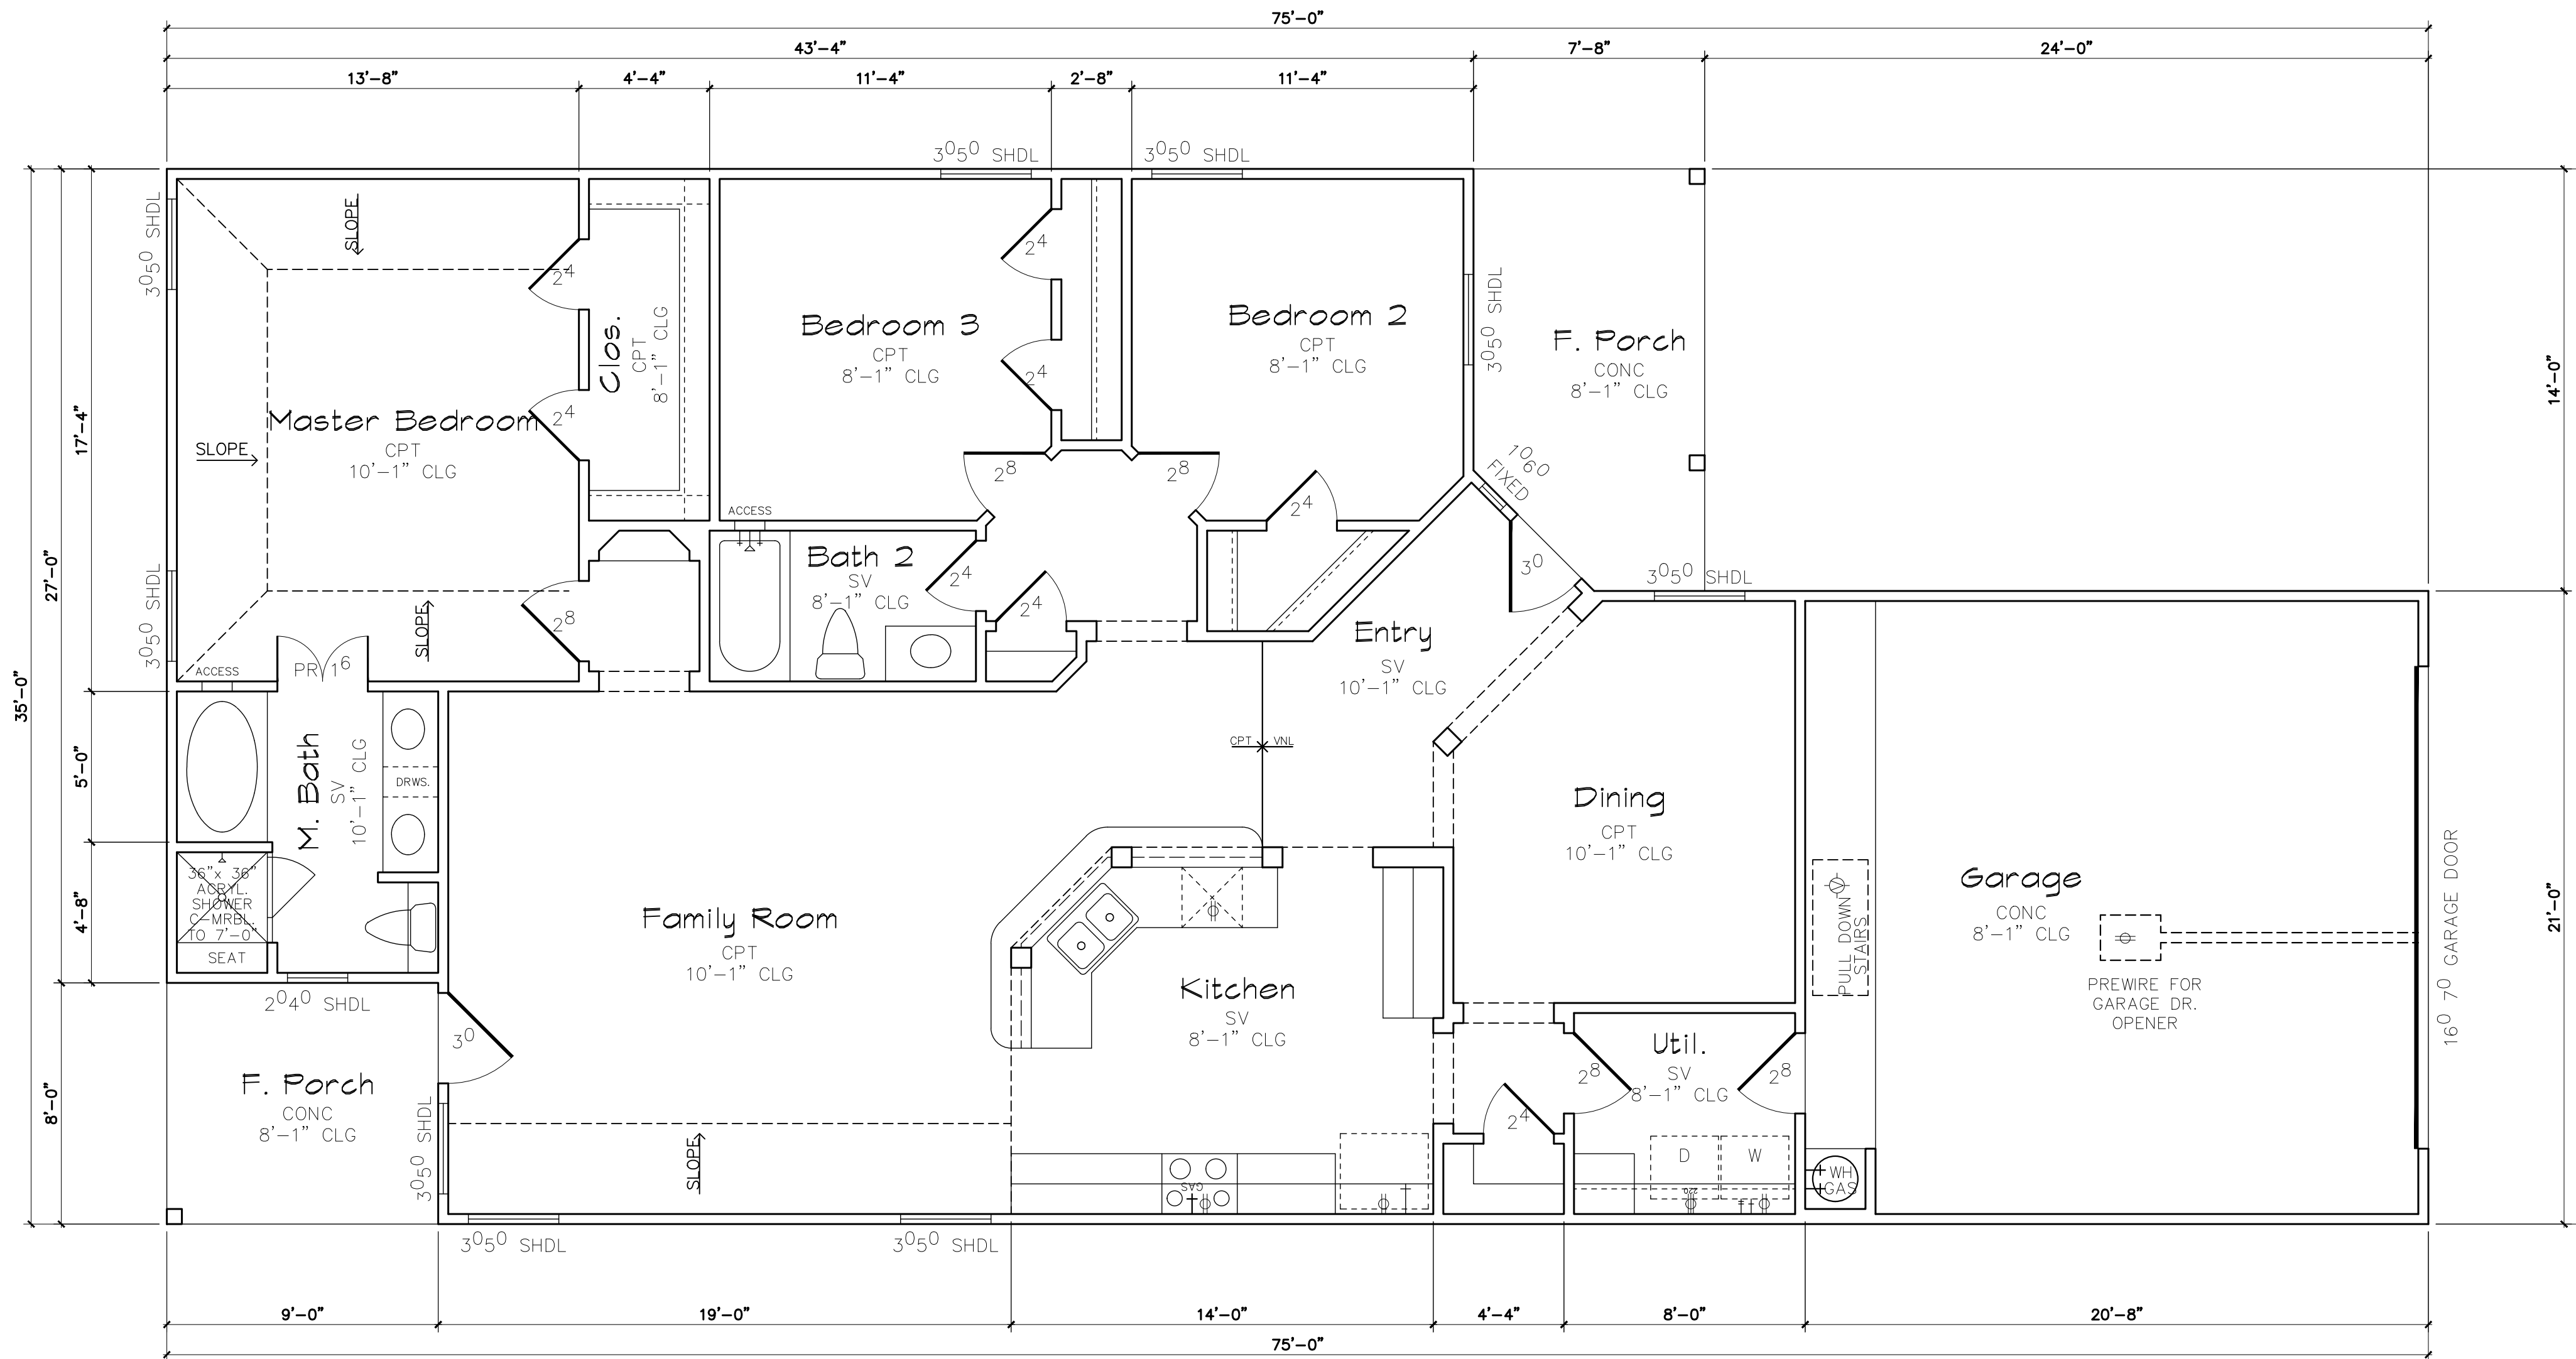 75'-0"
43'-4"
7'-8"
24'-0"
13'-8"
4'-4"
11'-4"
2'-8"
11'-4"
3050 SHDL
3050 SHDL
3050 SHDL
SLOPE
24
Clos.
CPT
8'-1" CLG
24
Bedroom 3
CPT
8'-1" CLG
24
24
Bedroom 2
CPT
8'-1" CLG
3050 SHDL
F. Porch
CONC
8'-1" CLG
14'-0"
17'-4"
Master Bedroom
CPT
10'-1" CLG
SLOPE
28
28
24
1060
FIXED
ACCESS
Bath 2
SV
8'-1" CLG
24
24
30
3050 SHDL
35'-0"
27'-0"
3050 SHDL
SLOPE
28
ACCESS
PR 16
Entry
SV
10'-1" CLG
CPT
VNL
5'-0"
M. Bath
SV
10'-1" CLG
DRWS.
Dining
CPT
10'-1" CLG
4'-8"
36"x 36"
ACRYL.
SHOWER
C-MRBL.
TO 7'-0"
SEAT
Family Room
CPT
10'-1" CLG
Kitchen
SV
8'-1" CLG
PULL DOWN
STAIRS
Garage
CONC
8'-1" CLG
PREWIRE FOR
GARAGE DR.
OPENER
160 70 GARAGE DOOR
21'-0"
2040 SHDL
30
F. Porch
CONC
8'-1" CLG
8'-0"
3050 SHDL
SLOPE
Util.
SV
8'-1" CLG
28
28
24
GAS
D
W
220
WH
GAS
3050 SHDL
3050 SHDL
9'-0"
19'-0"
14'-0"
4'-4"
8'-0"
20'-8"
75'-0"